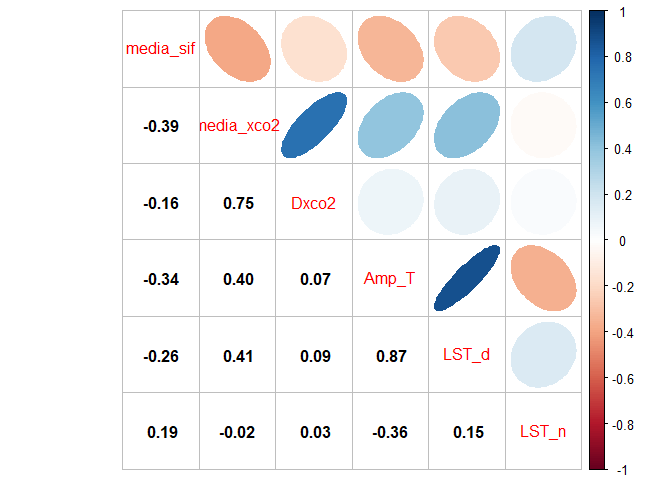 media_sif
-0.39 media_xco2
-0.16 0.75 Dxco2
-0.34 0.40 0.07 Amp_T
-0.26 0.41 0.09 0.87 LST_d
0.19 -0.02 0.03 -0.36 0.15 LST_n
1
0.8
0.6
0.4
0.2
0
-0.2
-0.4
-0.6
-0.8
-1